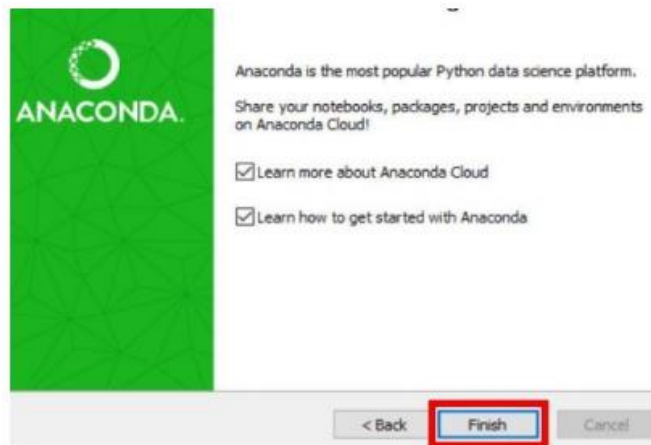 ANACONDA.
Anaconda is the most popular Python data science platform.
Share your notebooks, packages, projects and environments
on Anaconda Cloud!
Learn more about Anaconda Cloud
Learn how to get started with Anaconda
< Back
Finish
Cancel